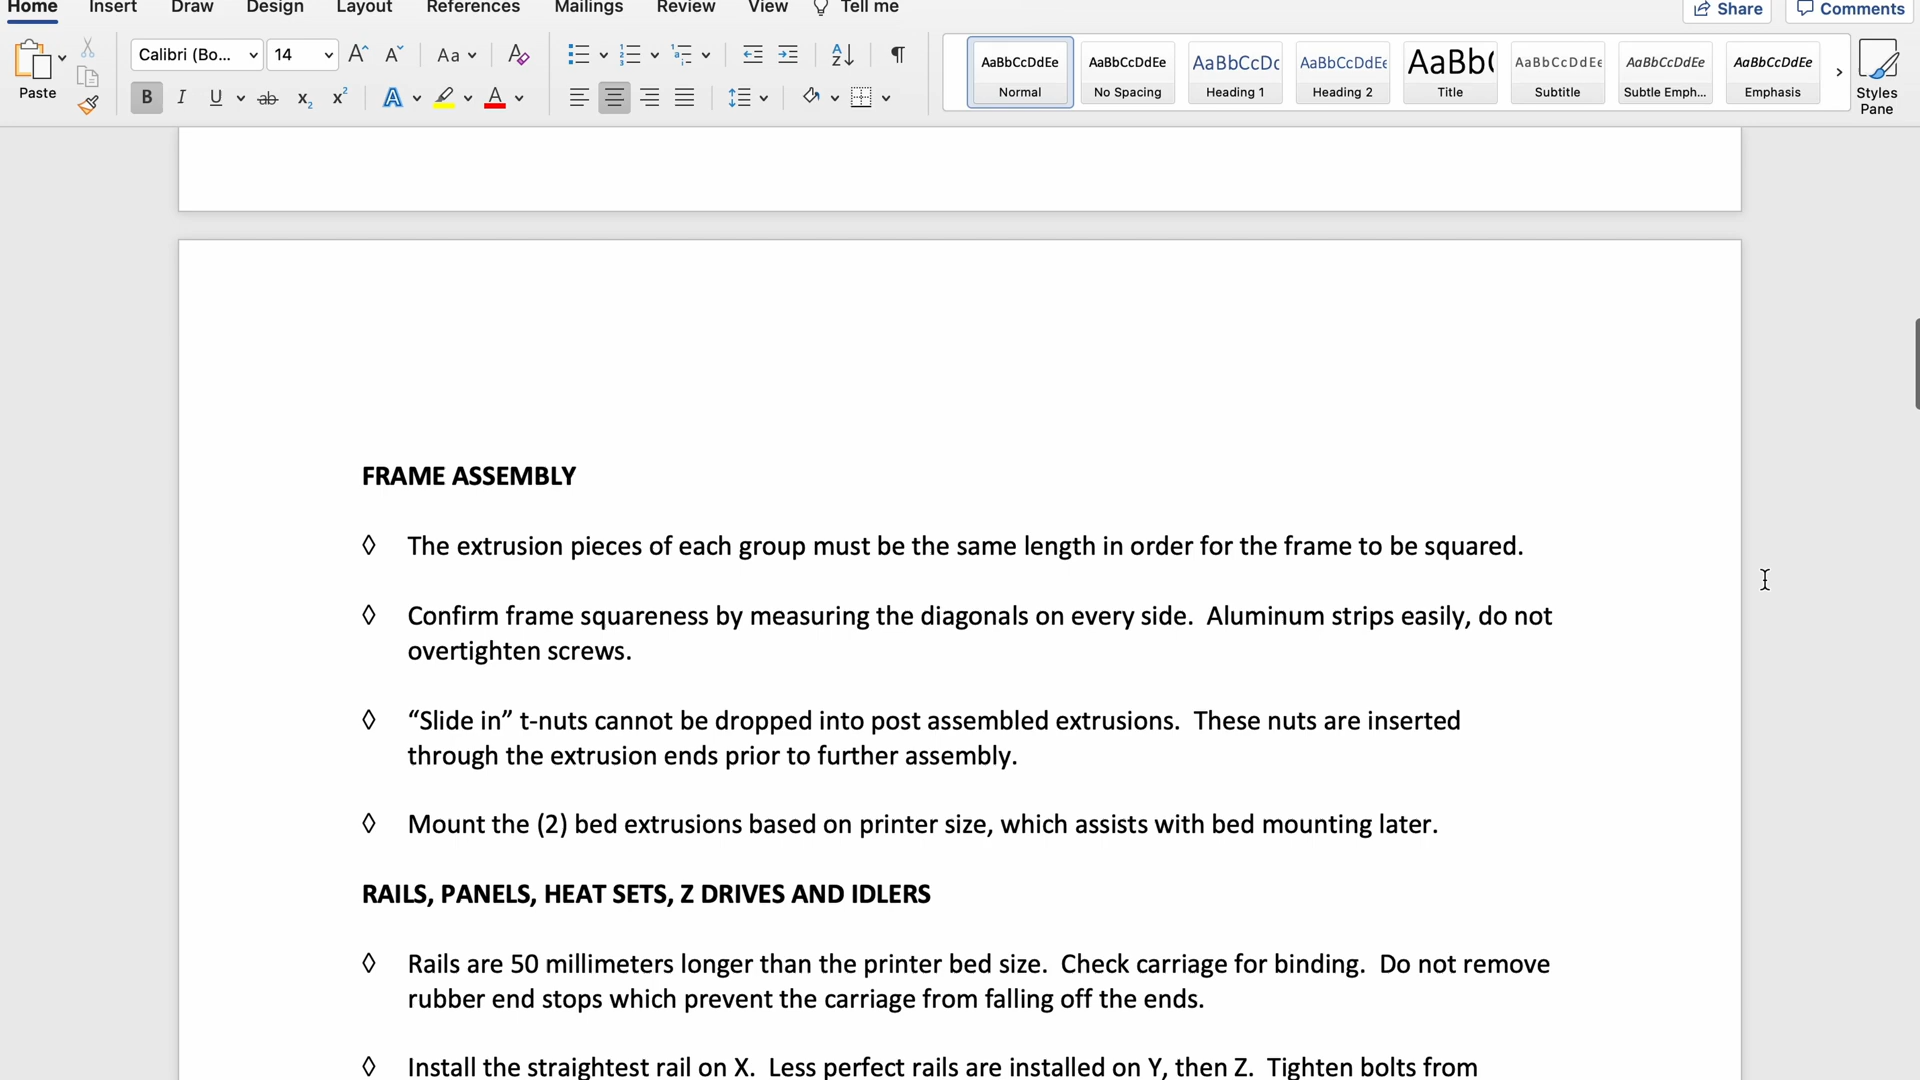 Home Insert Draw Design Layout References Mailings Review View Tell me Share Comments
Paste Calibri (Bo... 14 Aa
AaBbCcDdEe AaBbCcDdEe AaBbCcDc AaBbCcDdEe AaBb( AaBbCcDdEe AaBbCcDdEe AaBbCcDdEe
Normal No Spacing Heading 1 Heading 2 Title Subtitle Subtle Emph... Emphasis Styles Pane
B I U ab x₂ x² A A
FRAME ASSEMBLY
◊ The extrusion pieces of each group must be the same length in order for the frame to be squared.
◊ Confirm frame squareness by measuring the diagonals on every side.  Aluminum strips easily, do not
overtighten screws.
◊ “Slide in” t-nuts cannot be dropped into post assembled extrusions.  These nuts are inserted
through the extrusion ends prior to further assembly.
◊ Mount the (2) bed extrusions based on printer size, which assists with bed mounting later.
RAILS, PANELS, HEAT SETS, Z DRIVES AND IDLERS
◊ Rails are 50 millimeters longer than the printer bed size.  Check carriage for binding.  Do not remove
rubber end stops which prevent the carriage from falling off the ends.
◊ Install the straightest rail on X.  Less perfect rails are installed on Y, then Z.  Tighten bolts from